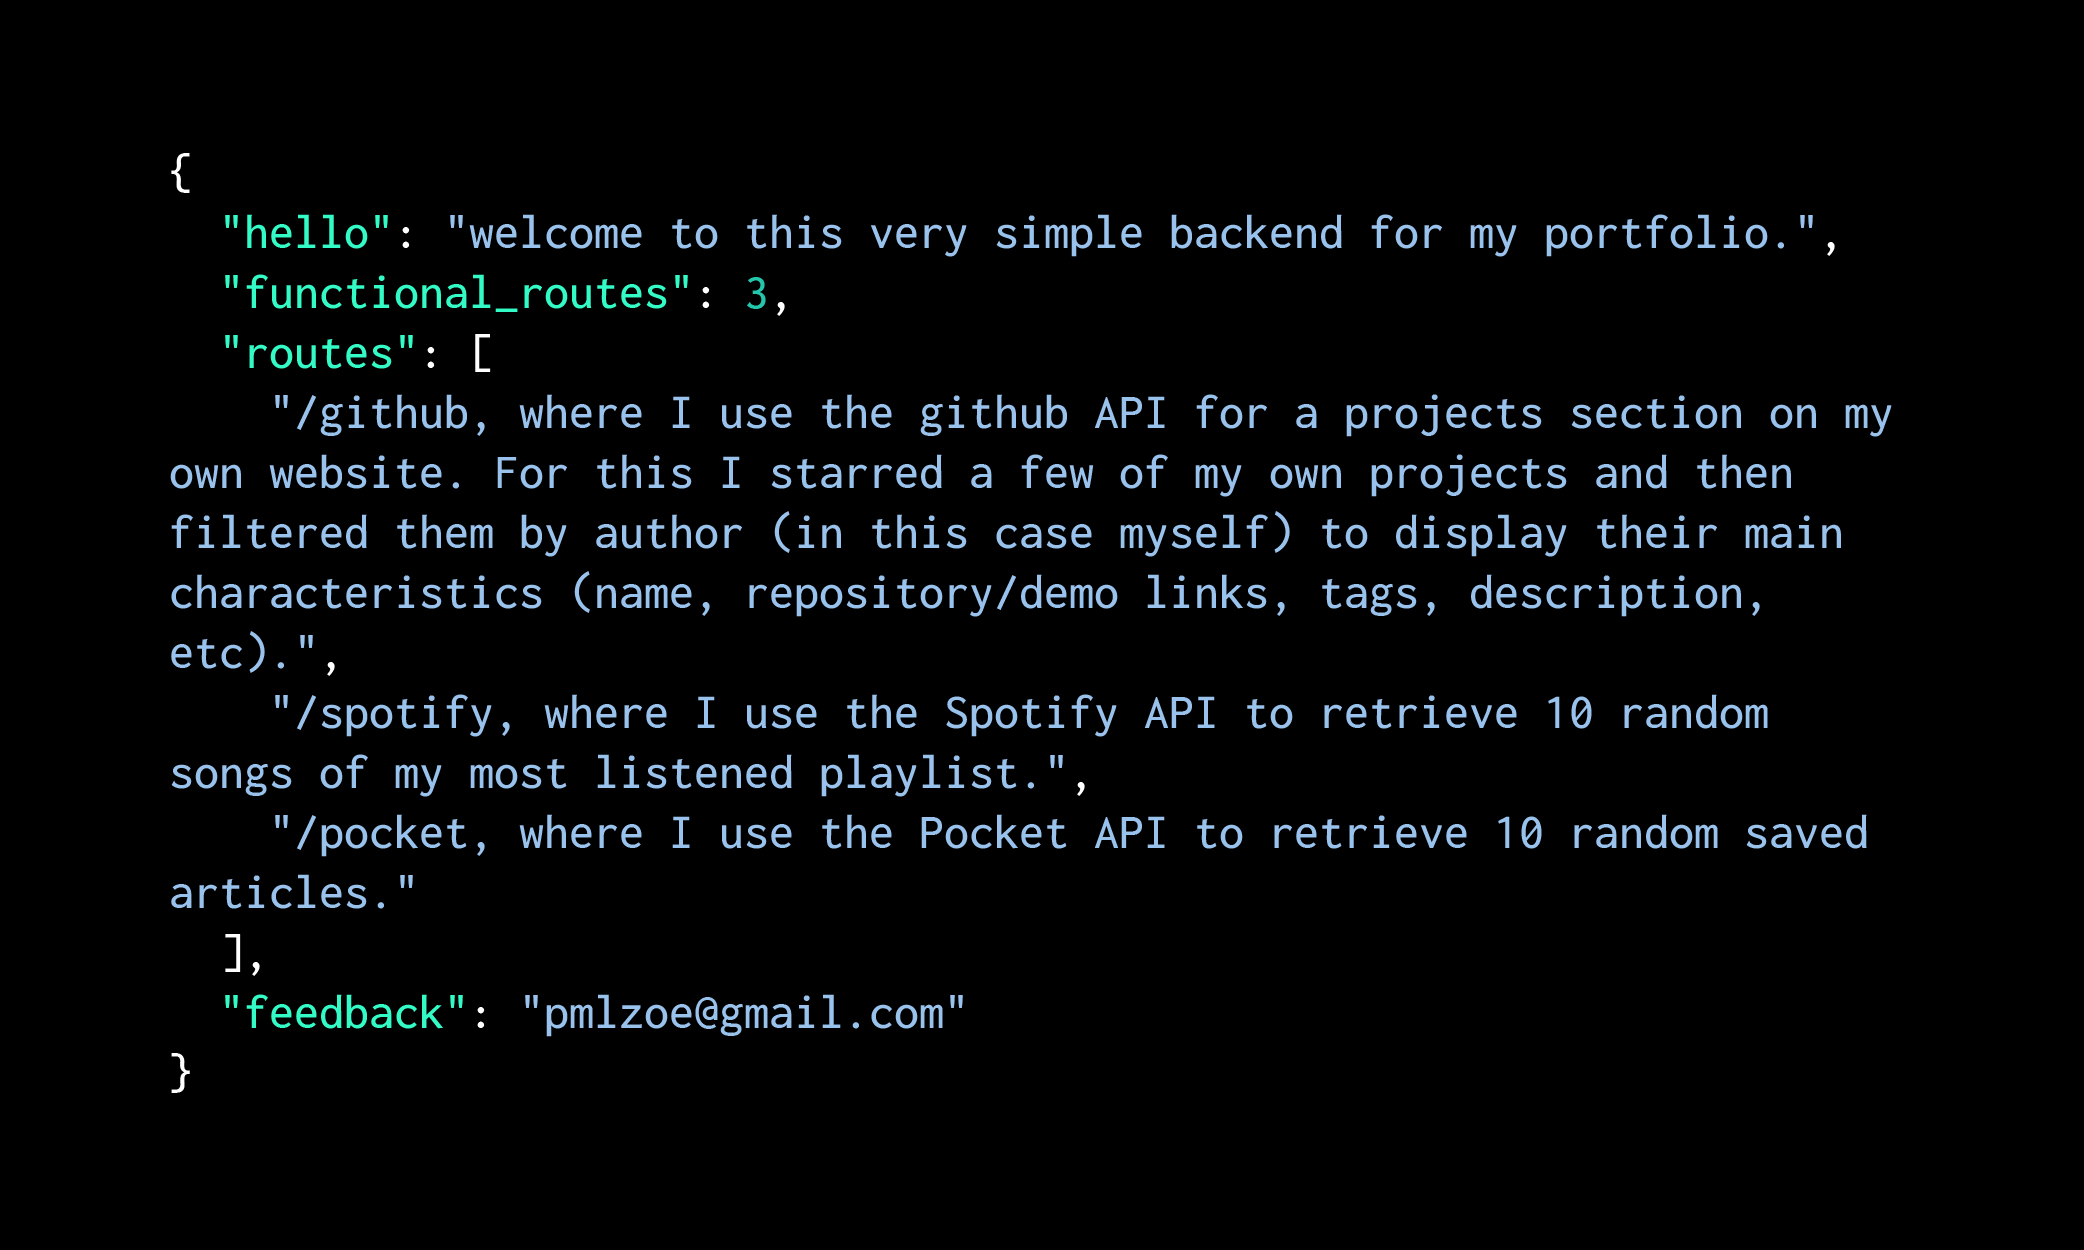 {
  "hello": "welcome to this very simple backend for my portfolio.",
  "functional_routes": 3,
  "routes": [
    "/github, where I use the github API for a projects section on my
own website. For this I starred a few of my own projects and then
filtered them by author (in this case myself) to display their main
characteristics (name, repository/demo links, tags, description,
etc).",
    "/spotify, where I use the Spotify API to retrieve 10 random
songs of my most listened playlist.",
    "/pocket, where I use the Pocket API to retrieve 10 random saved
articles."
  ],
  "feedback": "pmlzoe@gmail.com"
}